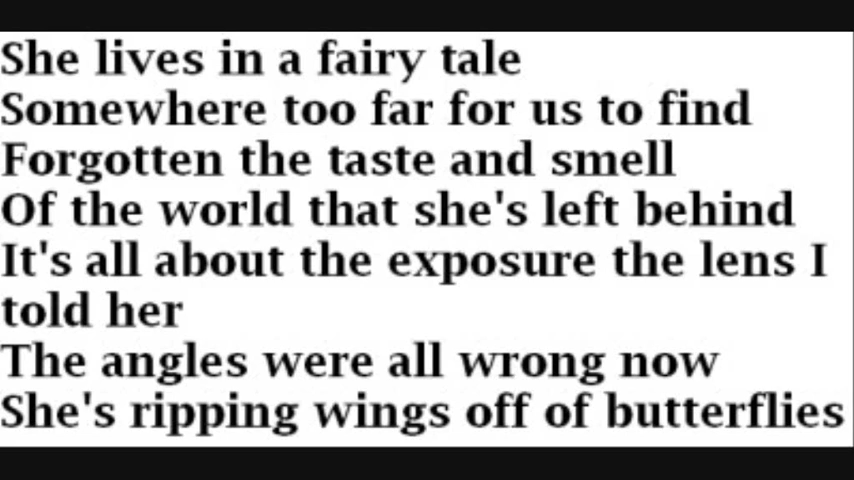 She lives in a fairy tale
Somewhere too far for us to find
Forgotten the taste and smell
Of the world that she's left behind
It's all about the exposure the lens I
told her
The angles were all wrong now
She's ripping wings off of butterflies